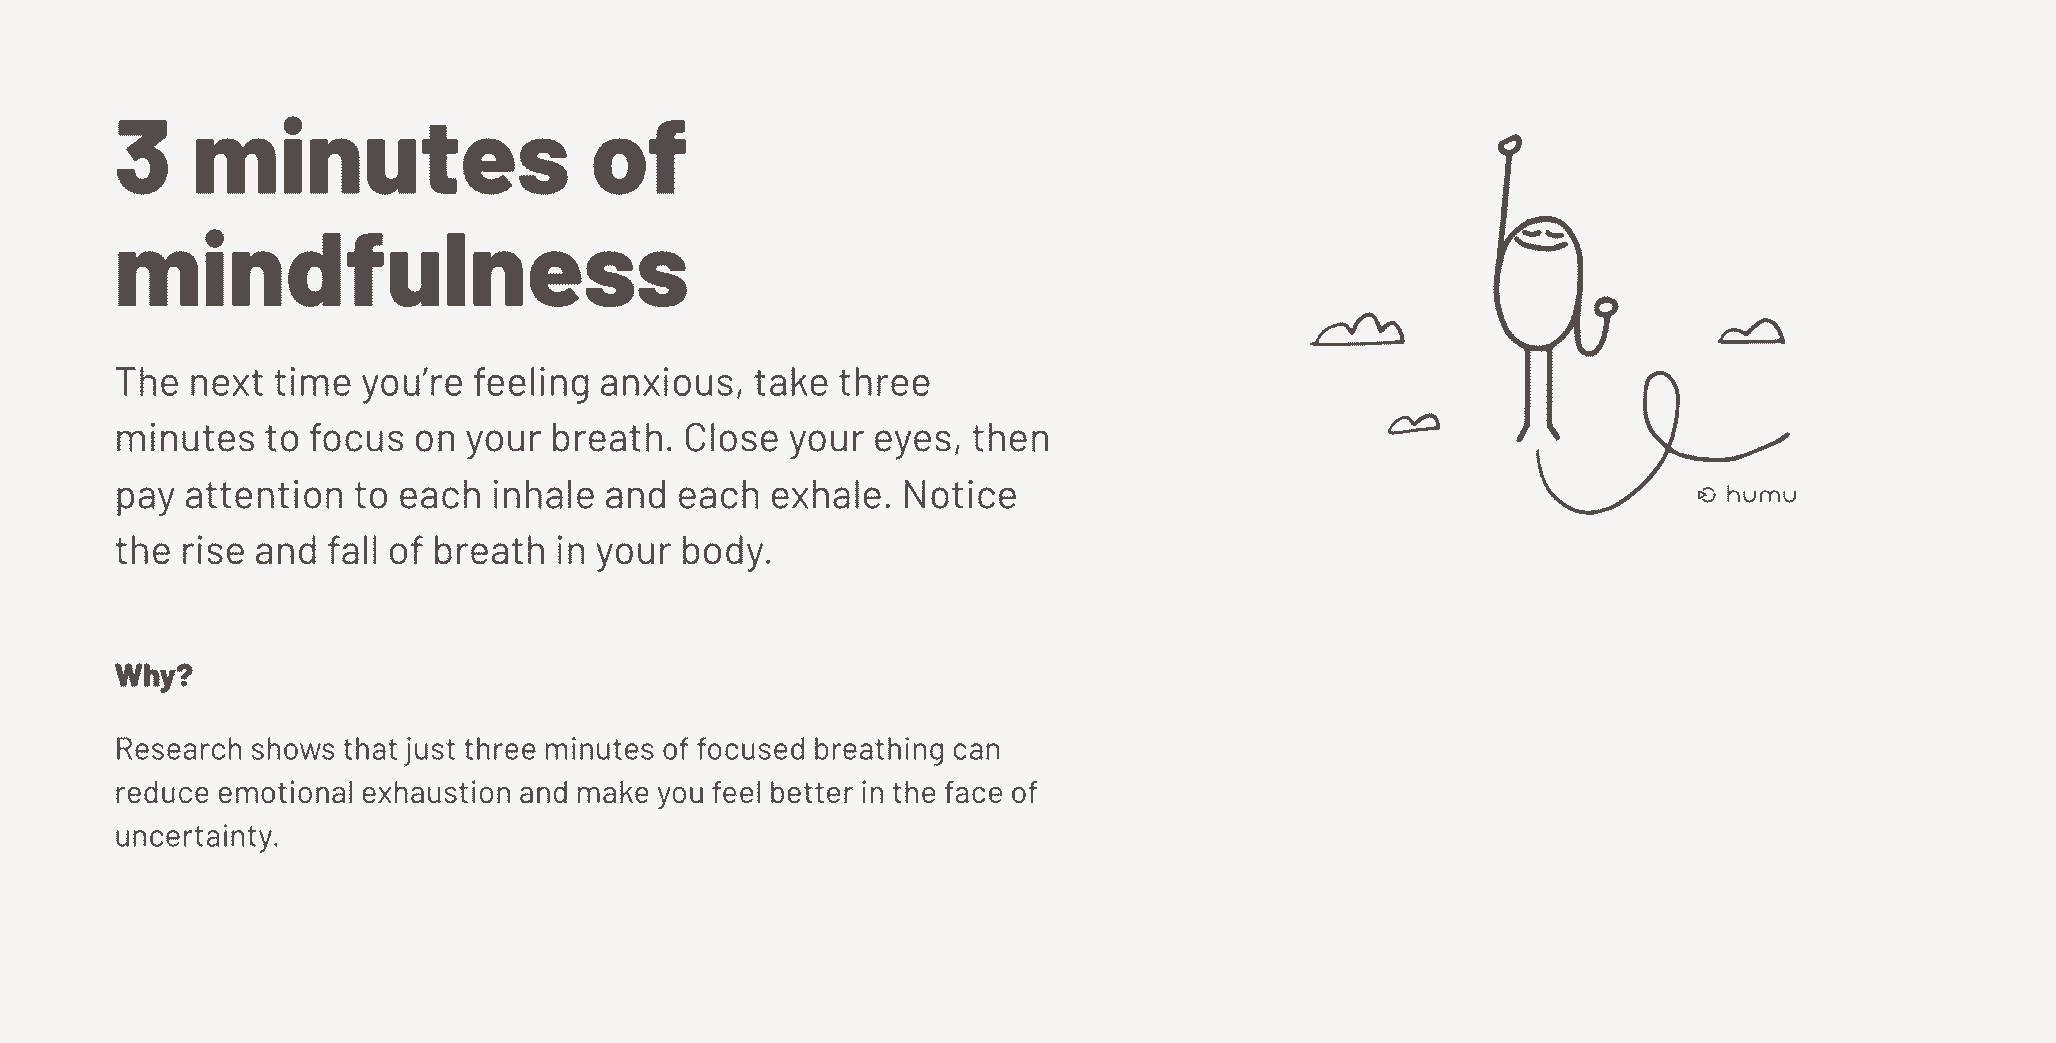 3 minutes of
mindfulness
The next time you’re feeling anxious, take three
minutes to focus on your breath. Close your eyes, then
pay attention to each inhale and each exhale. Notice
the rise and fall of breath in your body.
humu
Why?
Research shows that just three minutes of focused breathing can
reduce emotional exhaustion and make you feel better in the face of
uncertainty.